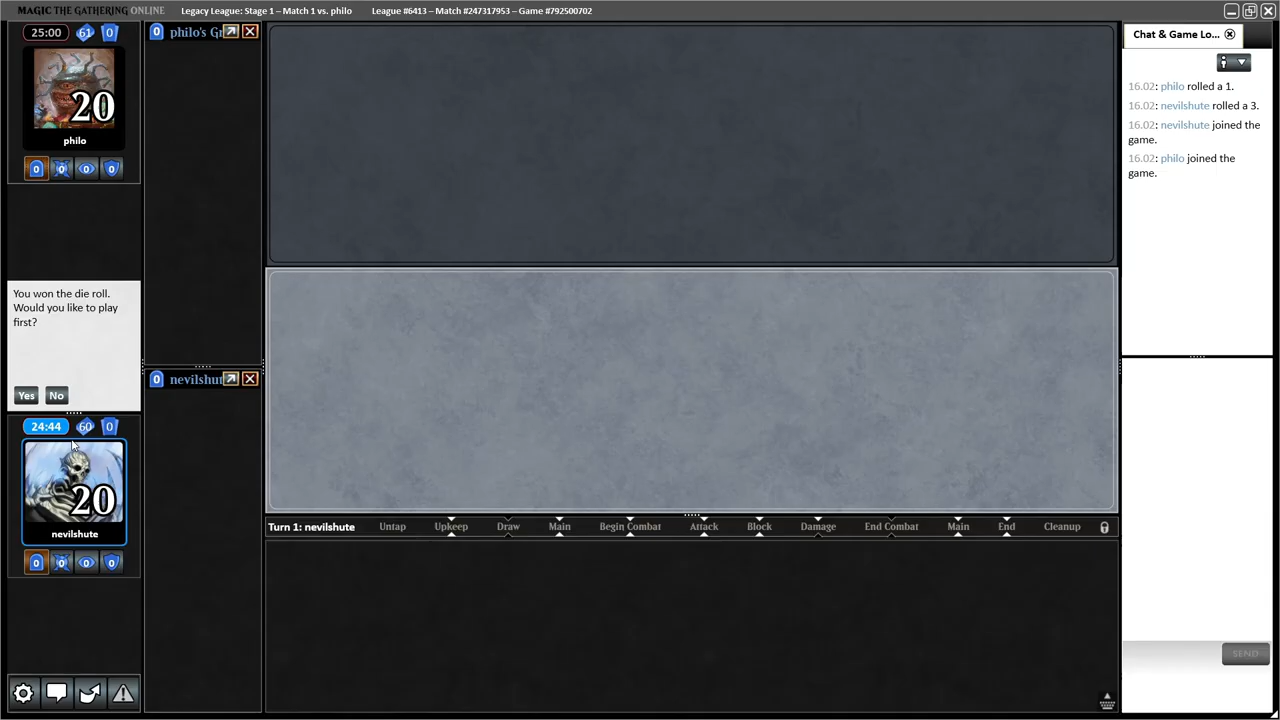 MAGIC THE GATHERING ONLINE
Legacy League: Stage 1 – Match 1 vs. philo
League #6413 – Match #247317953 – Game #792500702
25:00 61 0
20
philo
0 0 0 0
You won the die roll.
Would you like to play
first?
Yes No
24:44 60 0
20
nevilshute
0 0 0 0
0 philo's Gr
0 nevilshut
Turn 1: nevilshute Untap Upkeep Draw Main Begin Combat Attack Block Damage End Combat Main End Cleanup
Chat & Game Lo...
16.02: philo rolled a 1.
16.02: nevilshute rolled a 3.
16.02: nevilshute joined the
game.
16.02: philo joined the
game.
SEND